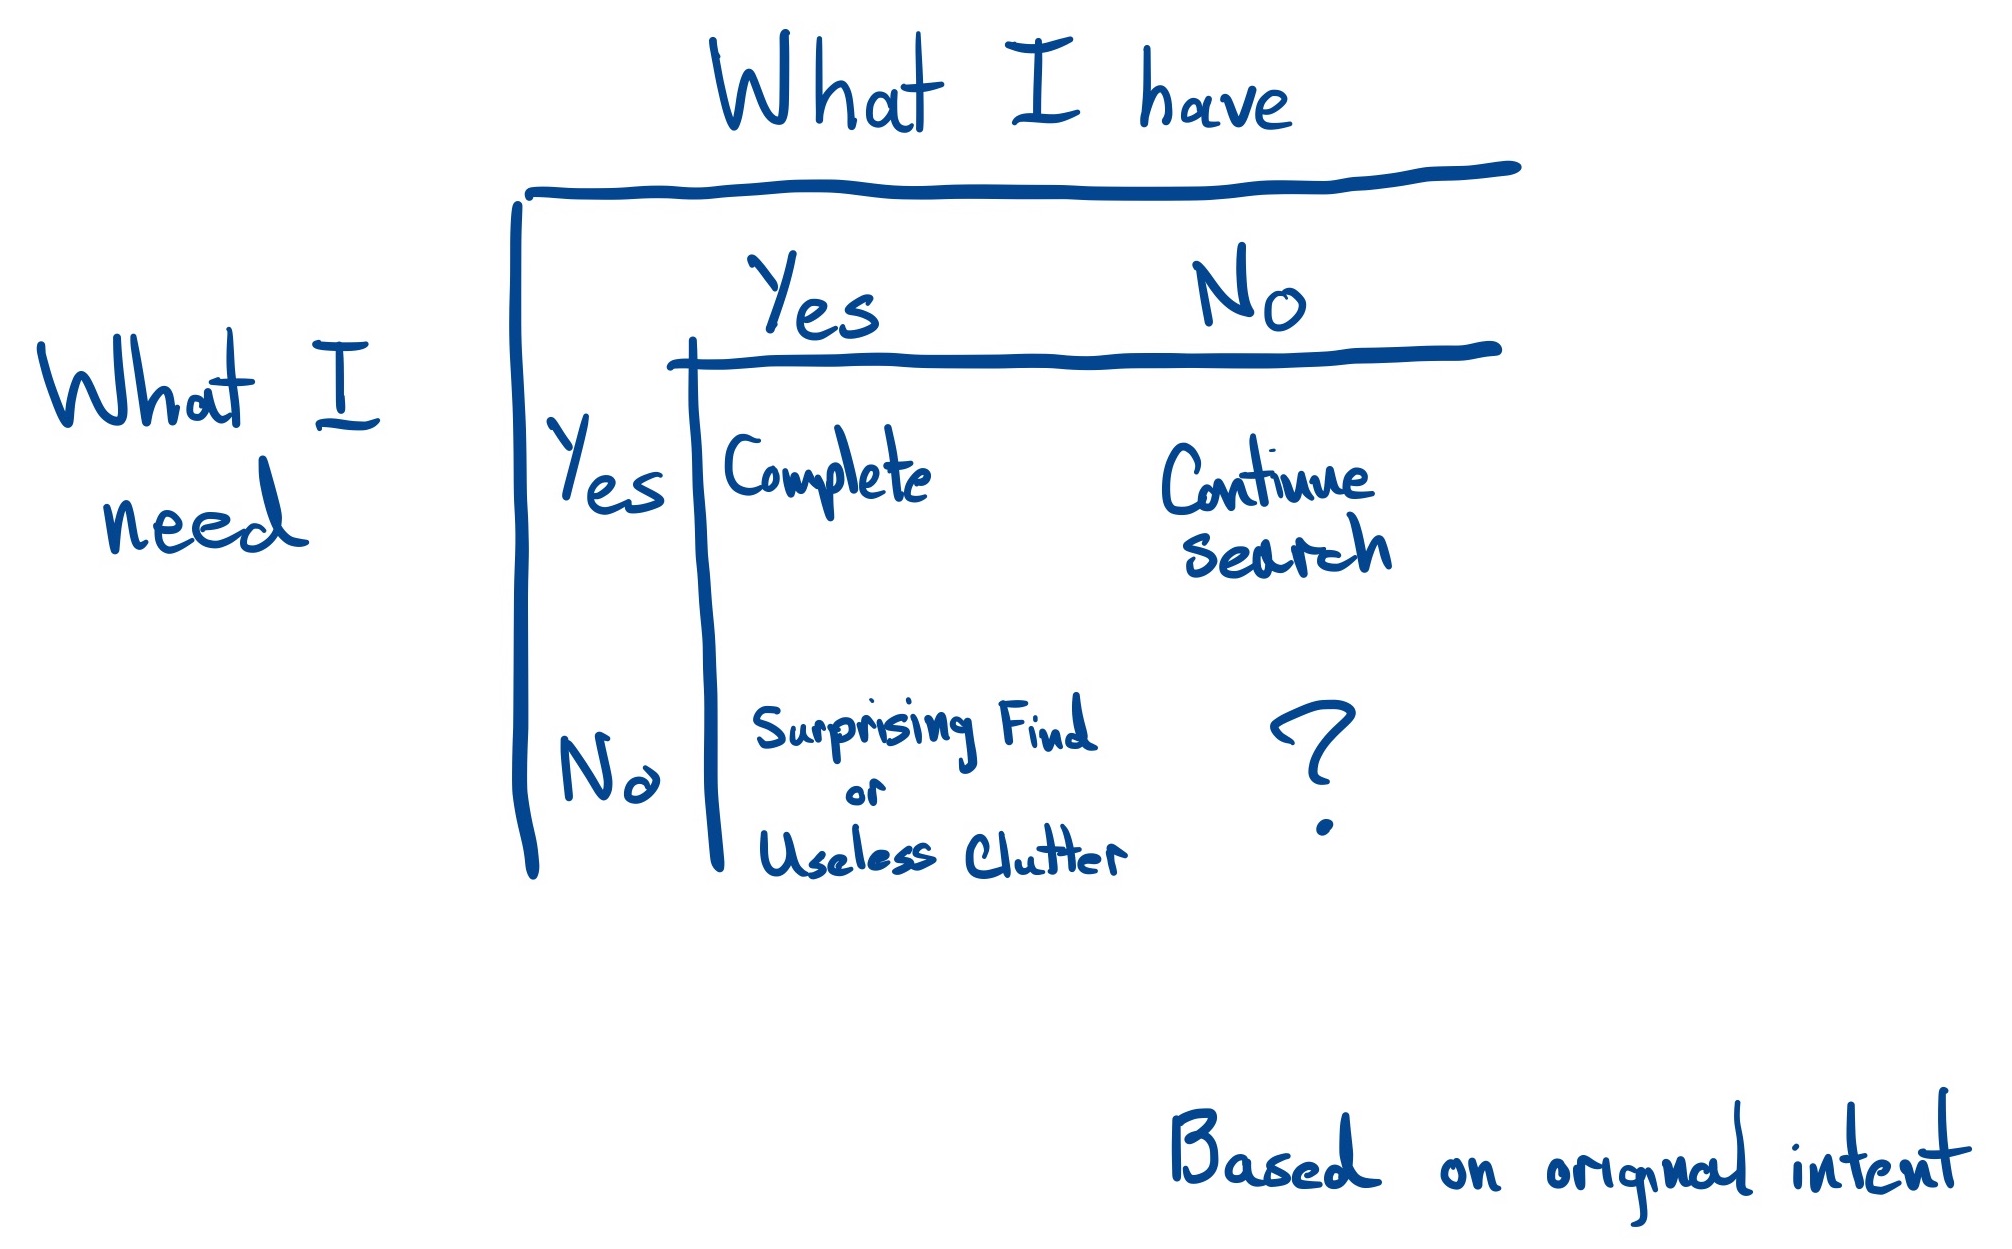 What I have
Yes No
What I
need
Yes Complete Continue
search
No Surprising Find ?
or
Useless Clutter
Based on original intent